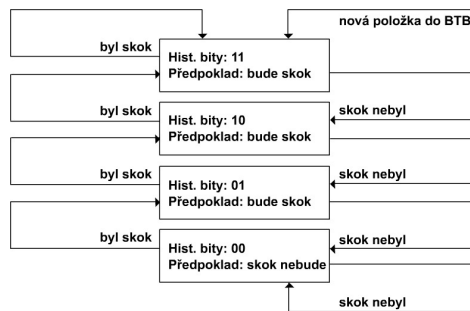 nová položka do BTB
byl skok
Hist. bity: 11
Předpoklad: bude skok
byl skok
Hist. bity: 10
Předpoklad: bude skok
skok nebyl
byl skok
Hist. bity: 01
Předpoklad: bude skok
skok nebyl
byl skok
Hist. bity: 00
Předpoklad: skok nebude
skok nebyl
skok nebyl